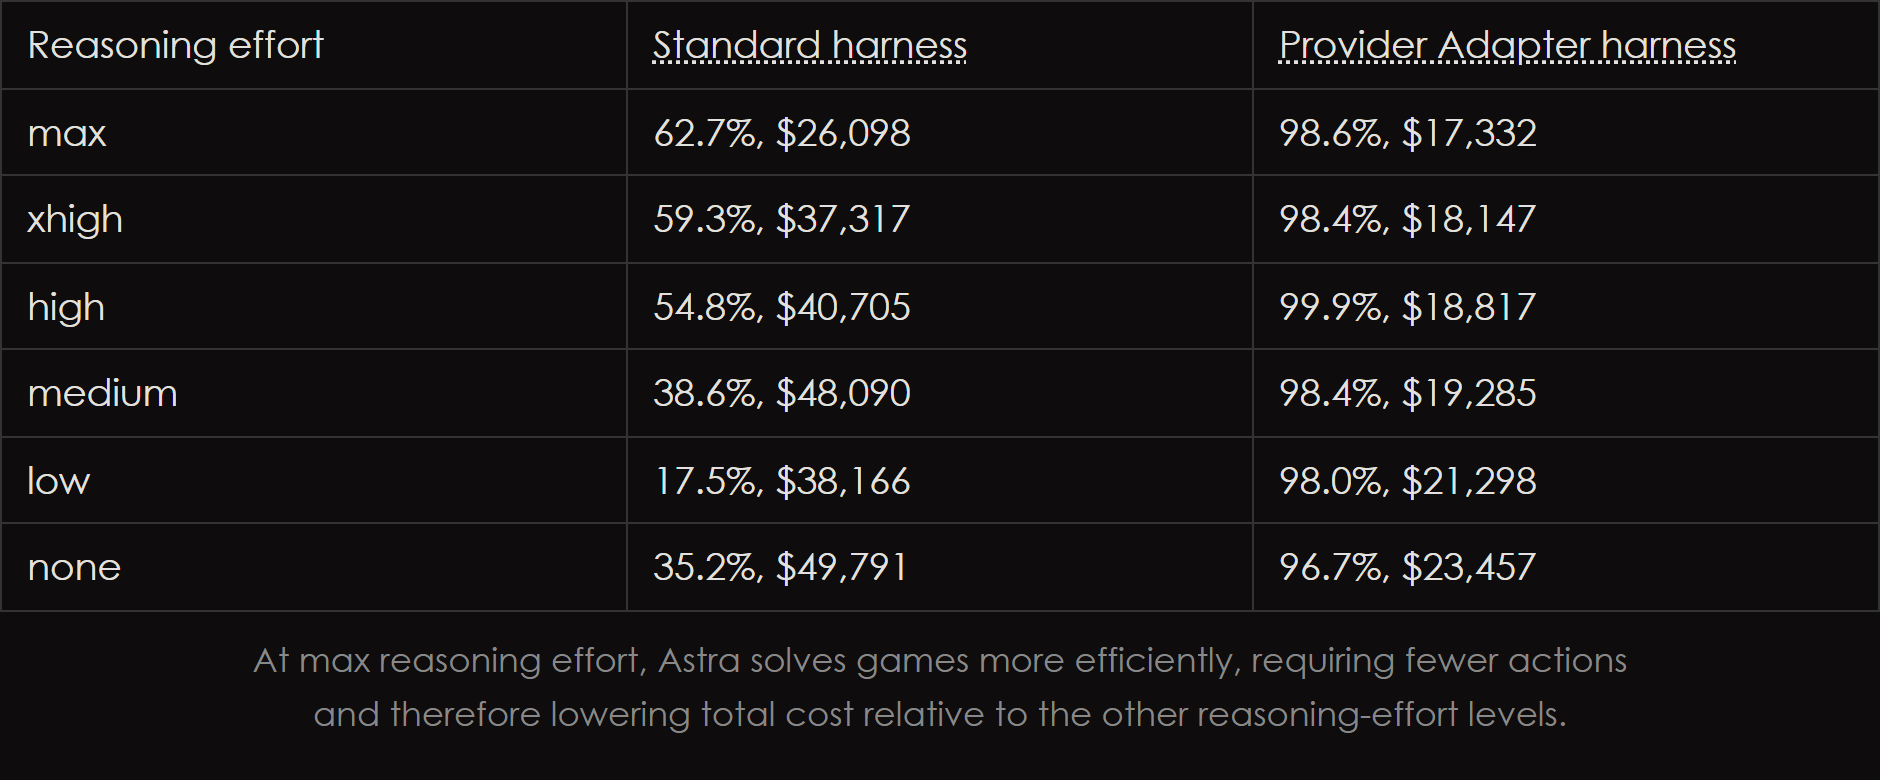 Reasoning effort Standard harness Provider Adapter harness
max 62.7%, $26,098 98.6%, $17,332
xhigh 59.3%, $37,317 98.4%, $18,147
high 54.8%, $40,705 99.9%, $18,817
medium 38.6%, $48,090 98.4%, $19,285
low 17.5%, $38,166 98.0%, $21,298
none 35.2%, $49,791 96.7%, $23,457
At max reasoning effort, Astra solves games more efficiently, requiring fewer actions
and therefore lowering total cost relative to the other reasoning-effort levels.